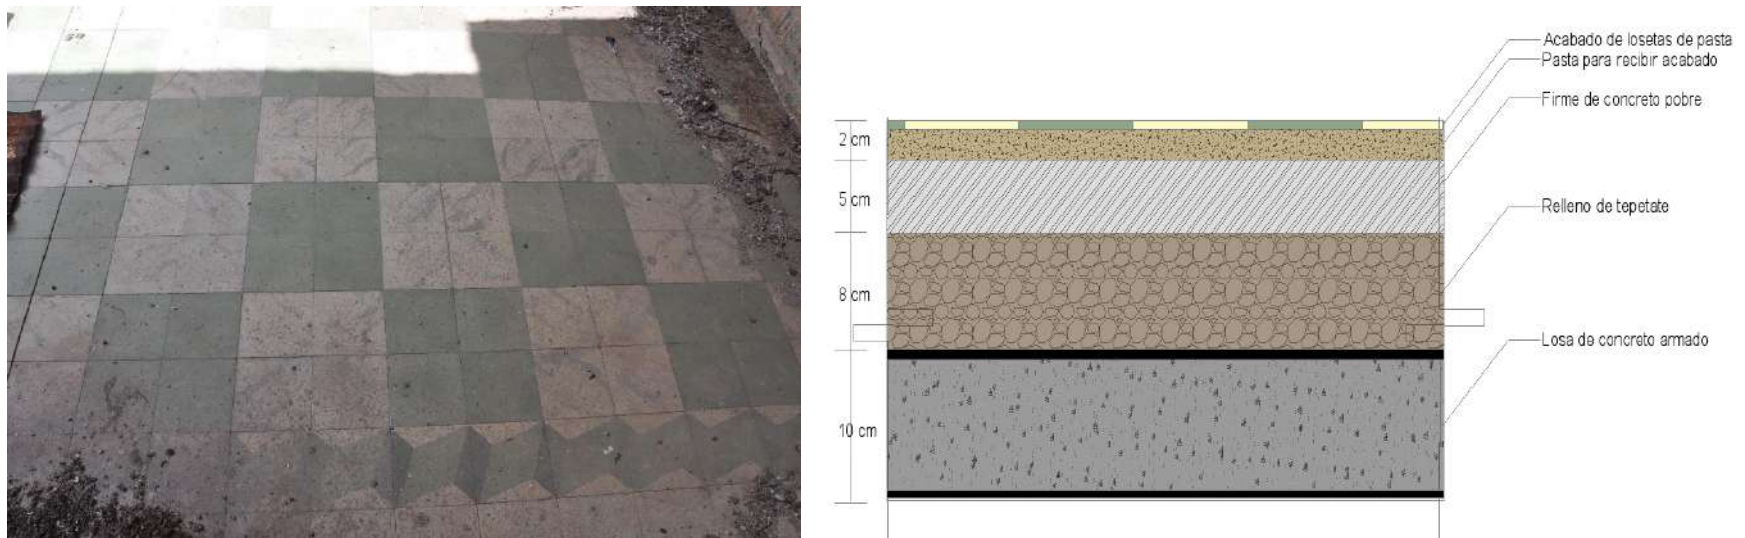 Acabado de losetas de pasta
Pasta para recibir acabado
Firme de concreto pobre
2 cm
5 cm
Relleno de tepetate
8 cm
Losa de concreto armado
10 cm